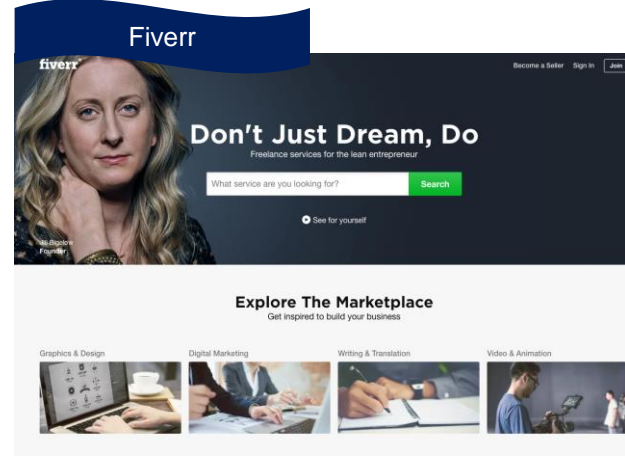 Fiverr
fiverr
Become a Seller Sign In Join
Don't Just Dream, Do
Freelance services for the lean entrepreneur
What service are you looking for? Search
See for yourself
Bigelow
Founder
Explore The Marketplace
Get inspired to build your business
Graphics & Design Digital Marketing Writing & Translation Video & Animation